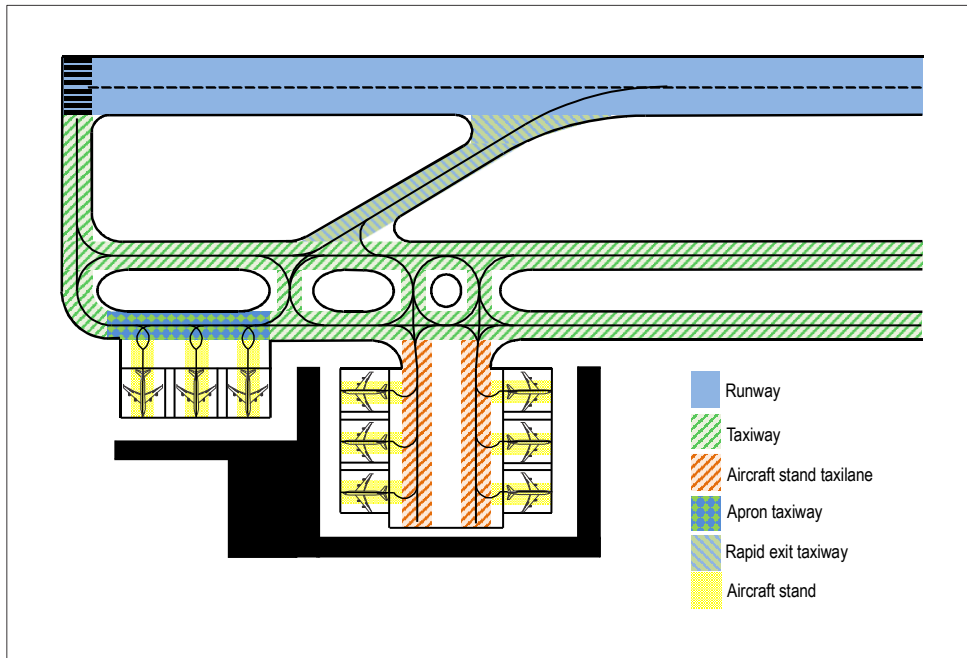 Runway
Taxiway
Aircraft stand taxilane
Apron taxiway
Rapid exit taxiway
Aircraft stand